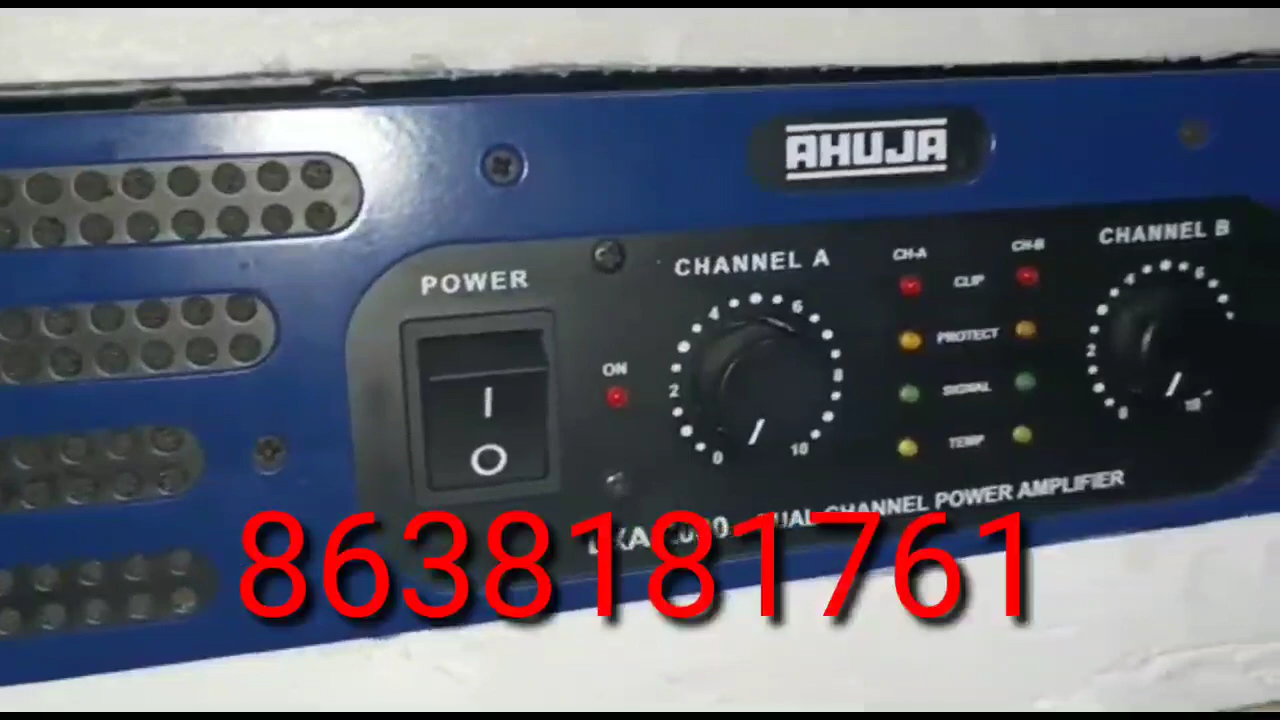 AHUJA
CHANNEL B
CHANNEL A
CH-A
CH-B
POWER
CLIP
PROTECT
ON
SIGNAL
TEMP
I
O
0 2 4 6 8 10
0 2 4 6 10
DUAL CHANNEL POWER AMPLIFIER
8638181761